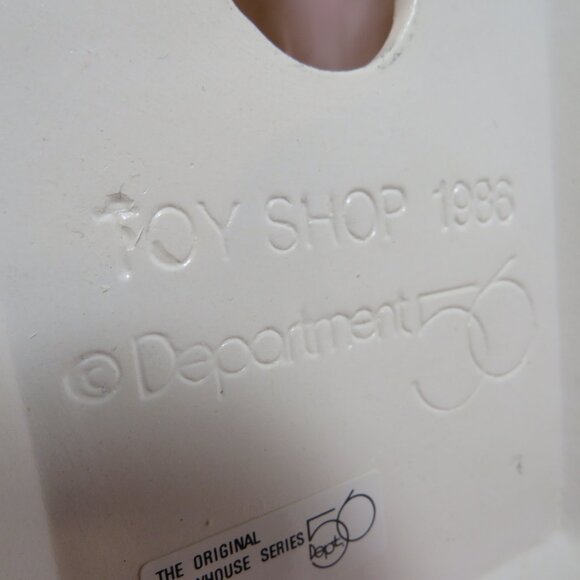 TOY SHOP 1986
© Department 56
THE ORIGINAL
SERIES
56
Dept.